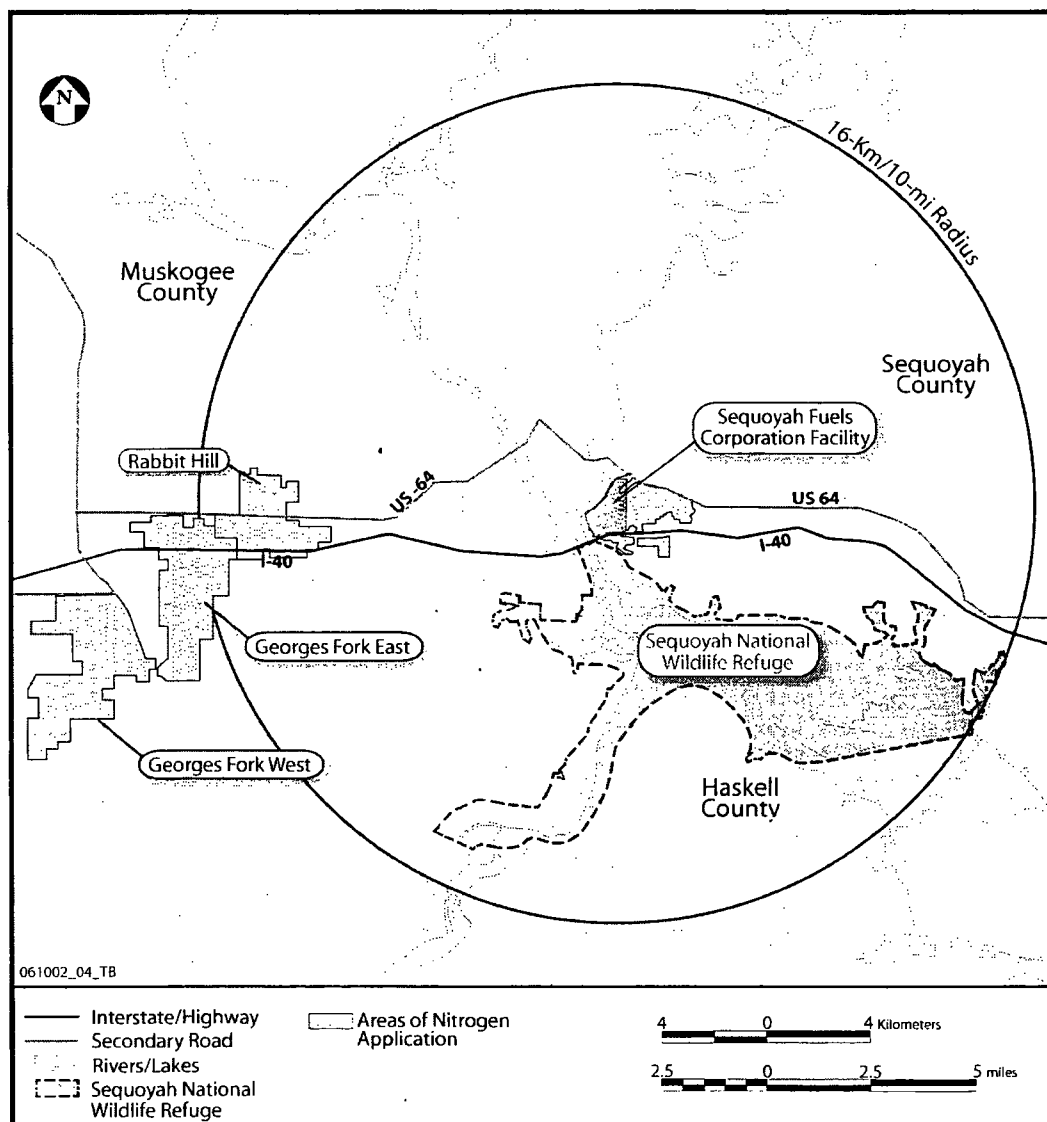 N
16-Km/10-mi Radius
Muskogee
County
Sequoyah
County
Sequoyah Fuels
Corporation Facility
Rabbit Hill
US-64
US 64
I-40
I-40
Georges Fork East
Sequoyah National
Wildlife Refuge
Georges Fork West
Haskell
County
061002_04_TB
Interstate/Highway
Secondary Road
Rivers/Lakes
Sequoyah National
Wildlife Refuge
Areas of Nitrogen
Application
4 0 4 Kilometers
2.5 0 2.5 5 miles